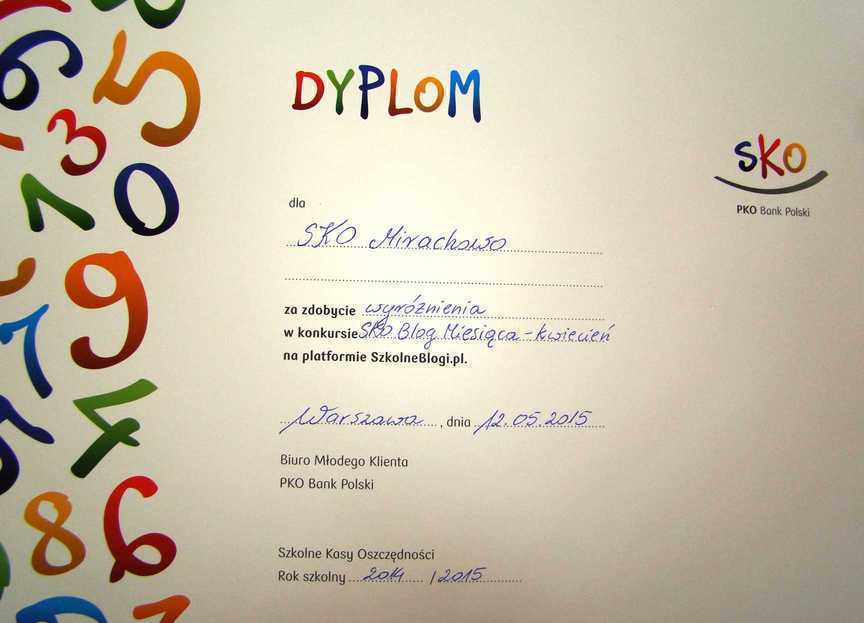 DYPLOM
SKO
PKO Bank Polski
dla
SKO Mirachowo
za zdobycie wyróżnienia
w konkursie SKO Blog Miesiąca - kwiecień
na platformie SzkolneBlogi.pl.
Warszawa, dnia 12.05.2015
Biuro Młodego Klienta
PKO Bank Polski
Szkolne Kasy Oszczędności
Rok szkolny 2014 / 2015